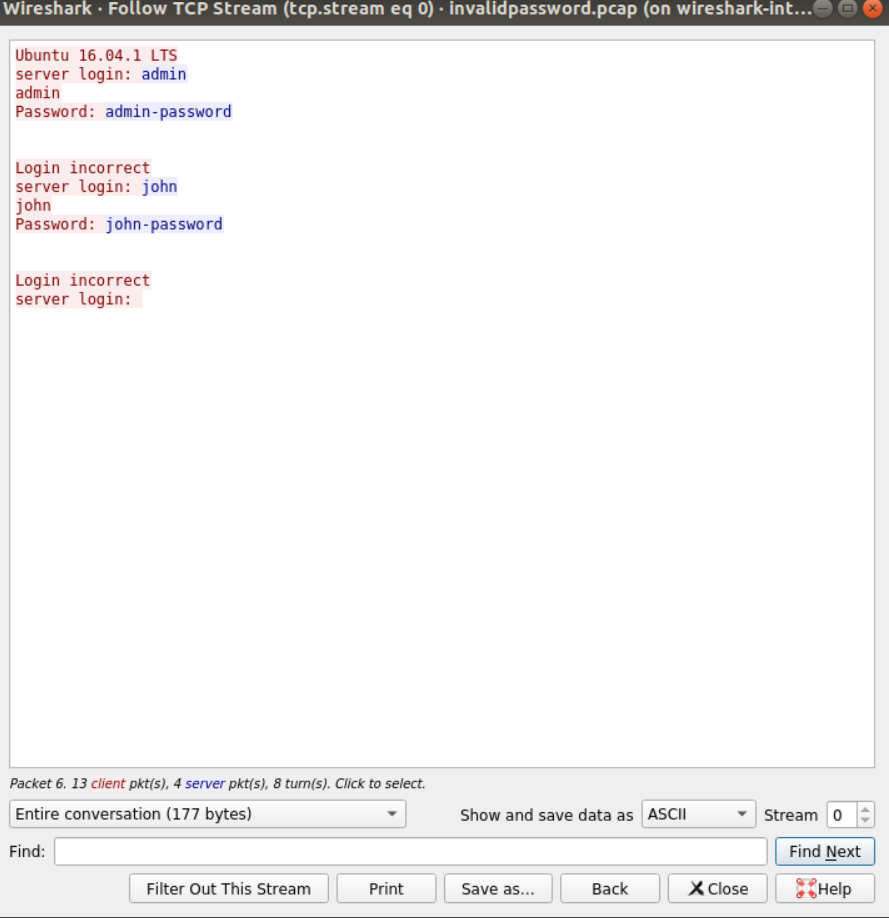 Wireshark · Follow TCP Stream (tcp.stream eq 0) · invalidpassword.pcap (on wireshark-int...
Ubuntu 16.04.1 LTS
server login: admin
admin
Password: admin-password
Login incorrect
server login: john
john
Password: john-password
Login incorrect
server login:
Packet 6. 13 client pkt(s), 4 server pkt(s), 8 turn(s). Click to select.
Entire conversation (177 bytes) Show and save data as ASCII Stream 0
Find: Find Next
Filter Out This Stream Print Save as... Back Close Help